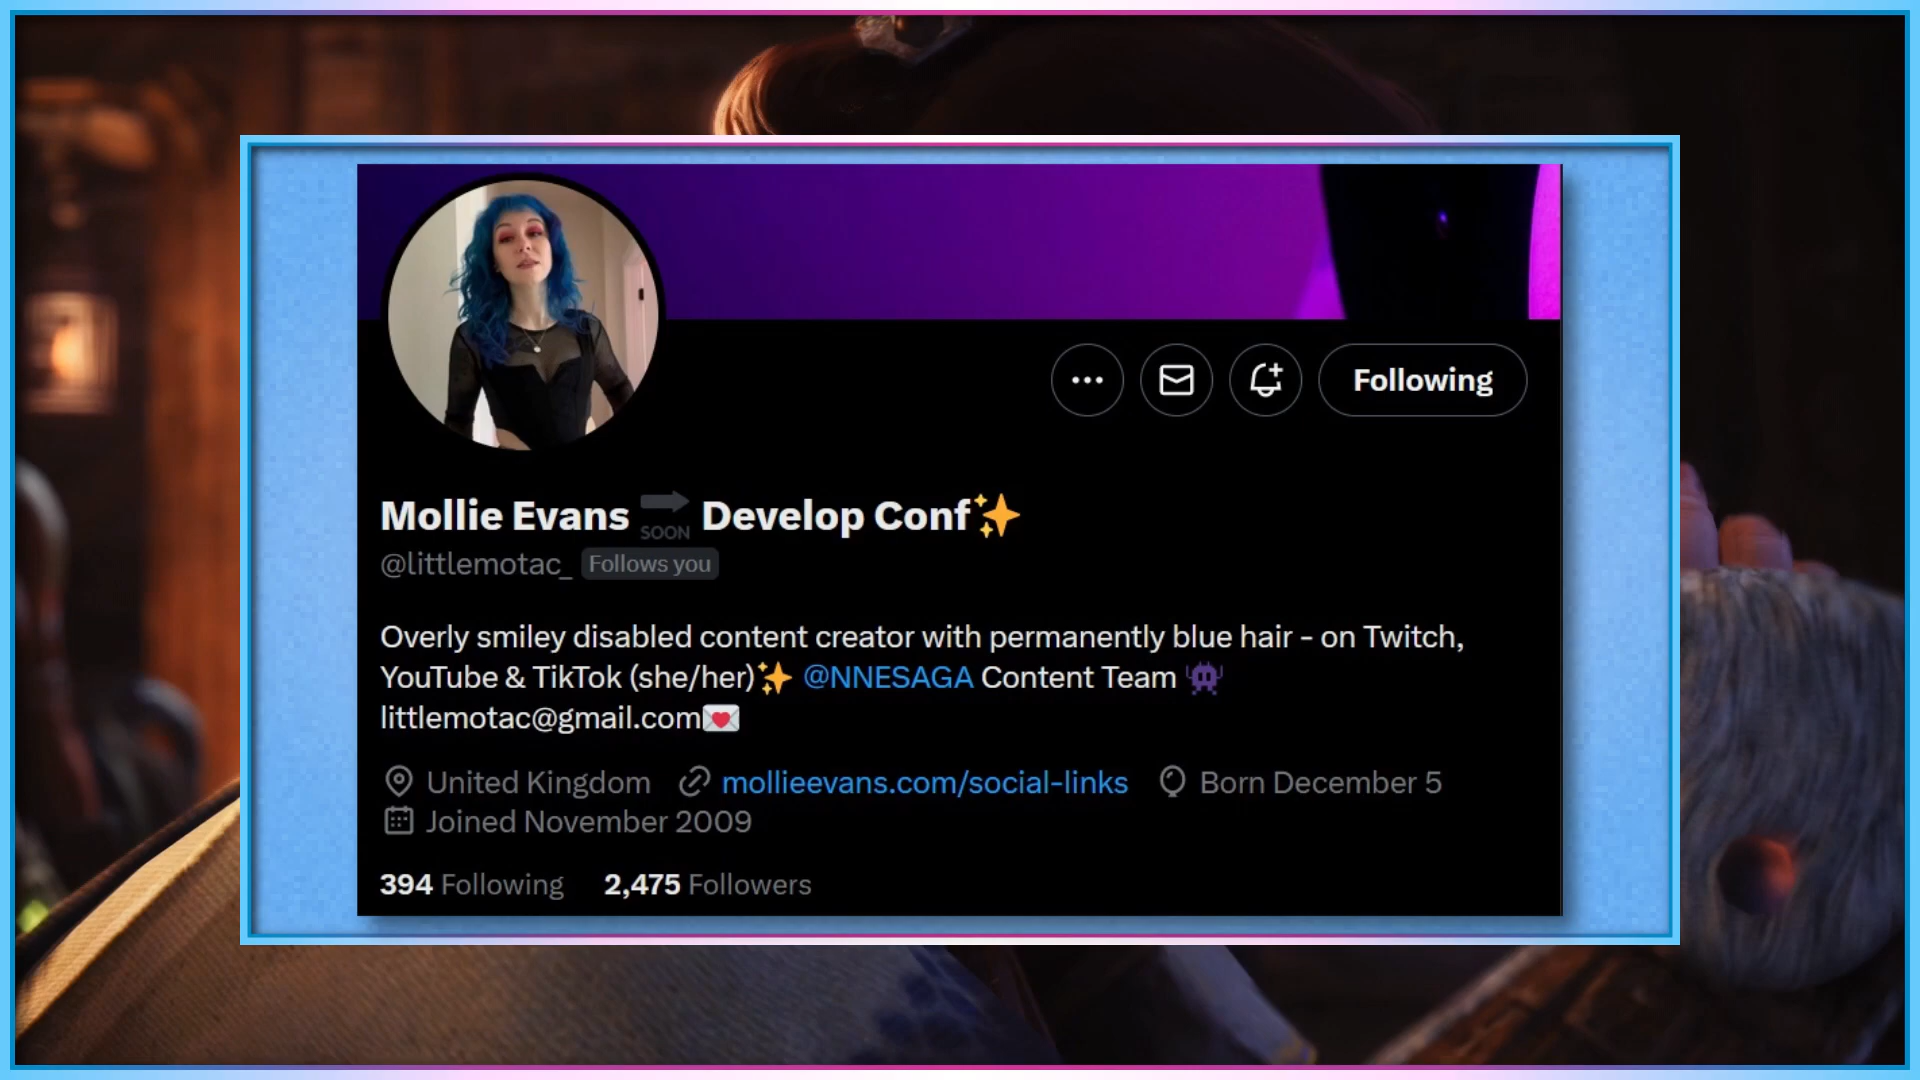 Following
Mollie Evans 🔜 Develop Conf✨
@littlemotac_ Follows you
Overly smiley disabled content creator with permanently blue hair - on Twitch,
YouTube & TikTok (she/her)✨ @NNESAGA Content Team 👾
littlemotac@gmail.com💌
United Kingdom mollieevans.com/social-links Born December 5
Joined November 2009
394 Following 2,475 Followers